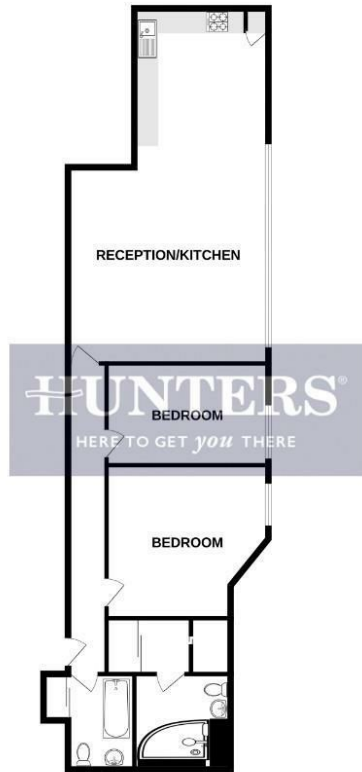 RECEPTION/KITCHEN
HUNTERS®
BEDROOM
HERE TO GET you THERE
BEDROOM